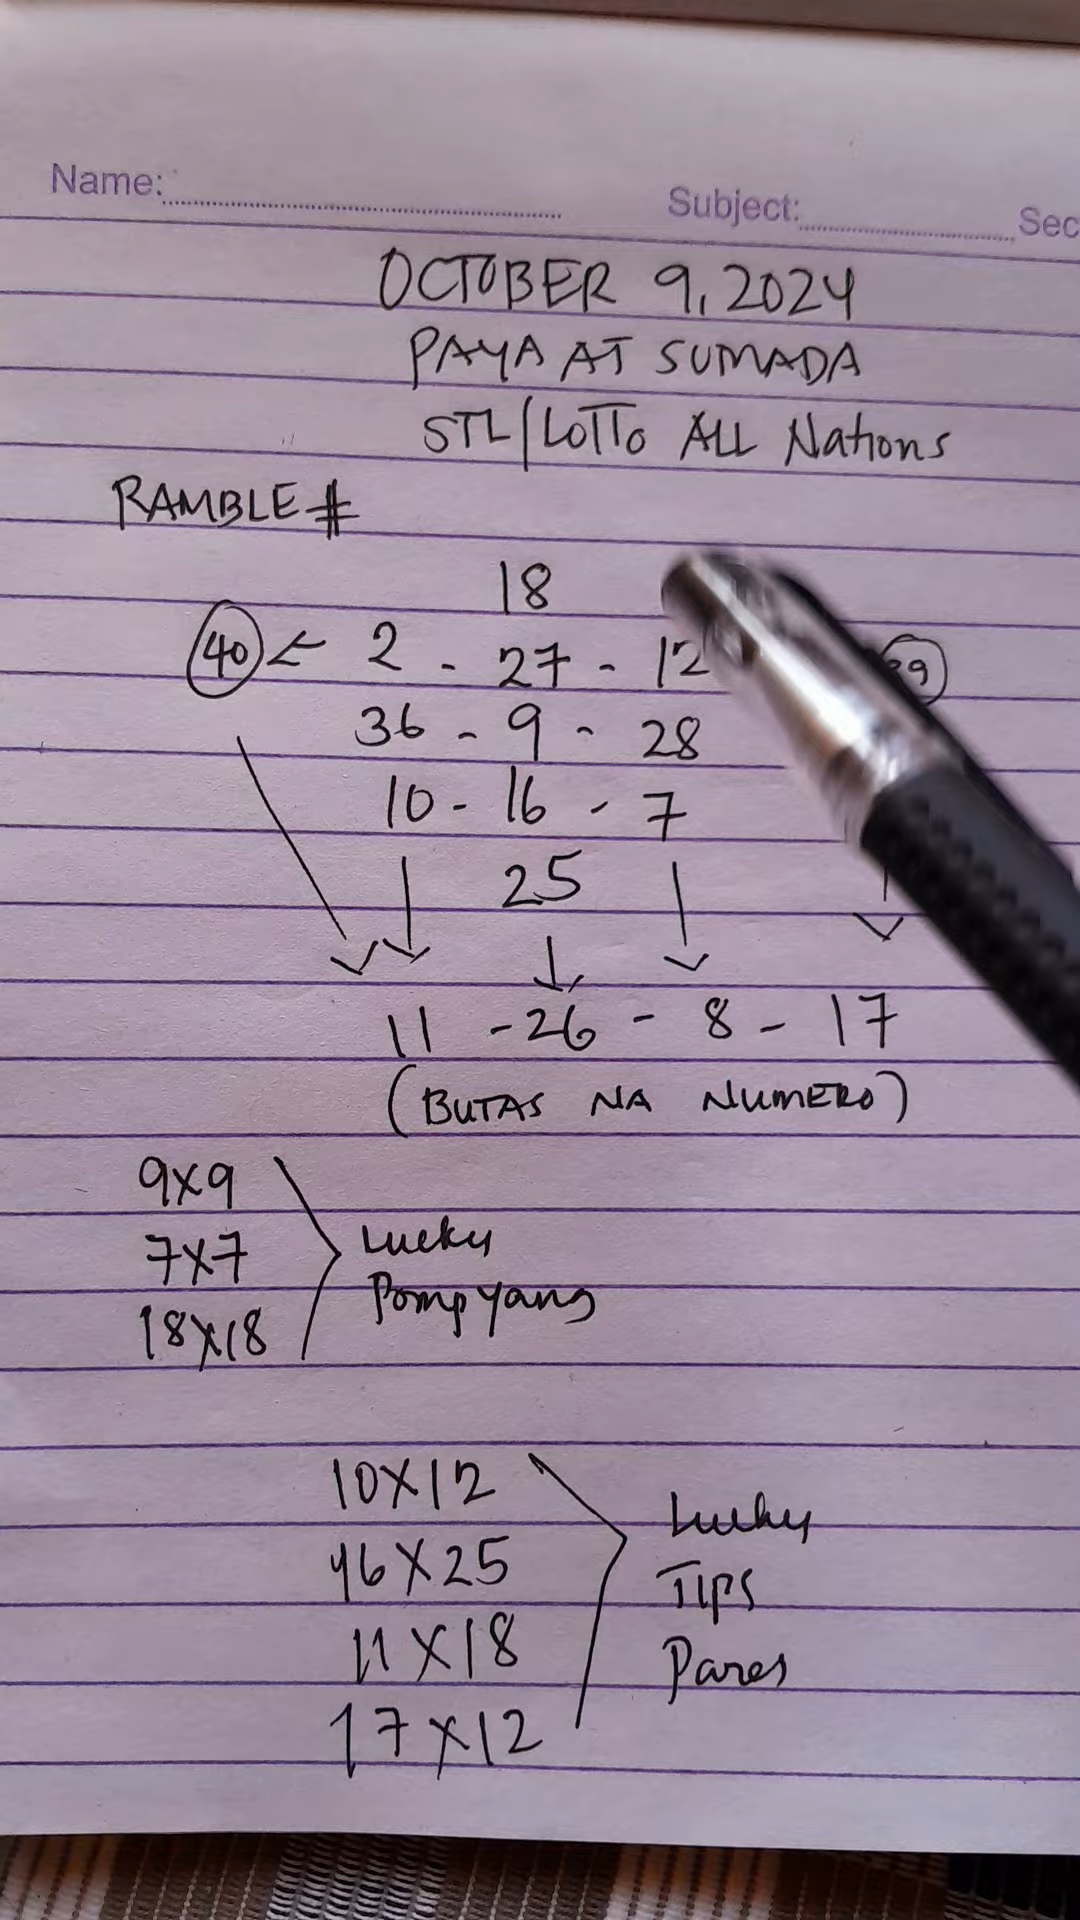 Name: Subject: Sec
OCTOBER 9, 2024
PAYA AT SUMADA
STL/LOTTO ALL Nations
RAMBLE #
18
40 ← 2 - 27 - 12
36 - 9 - 28
10 - 16 - 7
25
11 - 26 - 8 - 17
(BUTAS NA NUMERO)
9X9
7X7
18X18
Lucky
Pompyang
10X12
16X25
11X18
17X12
Lucky
TIPS
Pares